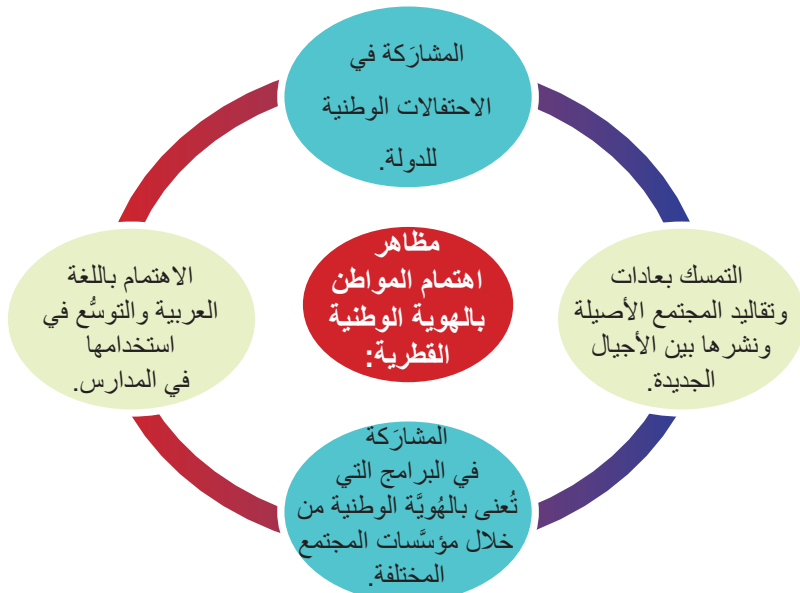 المشارَكة في
الاحتفالات الوطنية
للدولة.
مظاهر
اهتمام المواطن
بالهوية الوطنية
القطرية:
التمسك بعادات
وتقاليد المجتمع الأصيلة
ونشرها بين الأجيال
الجديدة.
الاهتمام باللغة
العربية والتوسُّع في
استخدامها
في المدارس.
المشارَكة
في البرامج التي
تُعنى بالهُويَّة الوطنية من
خلال مؤسَّسات المجتمع
المختلفة.